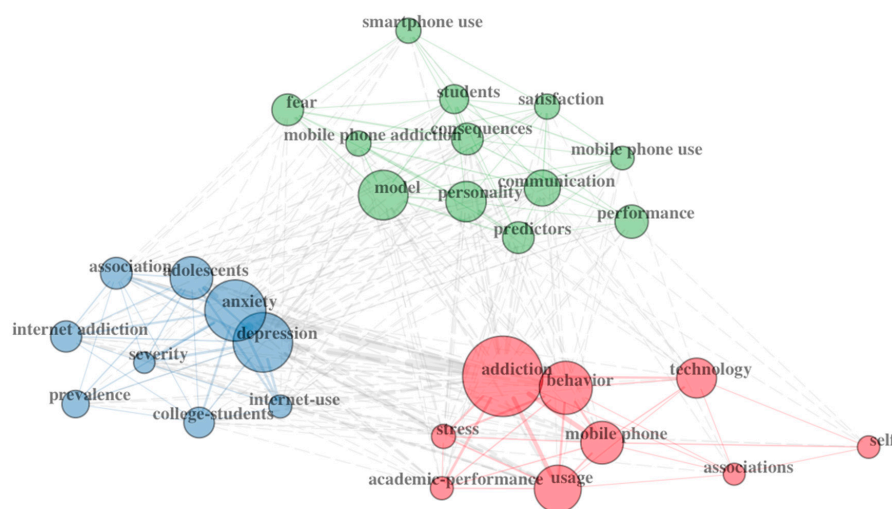 smartphone use
students
satisfaction
fear
mobile phone addiction
consequences
mobile phone use
model
personality
communication
performance
predictors
association
adolescents
anxiety
internet addiction
depression
severity
prevalence
college-students
internet-use
addiction
behavior
technology
stress
mobile phone
self
academic-performance
usage
associations